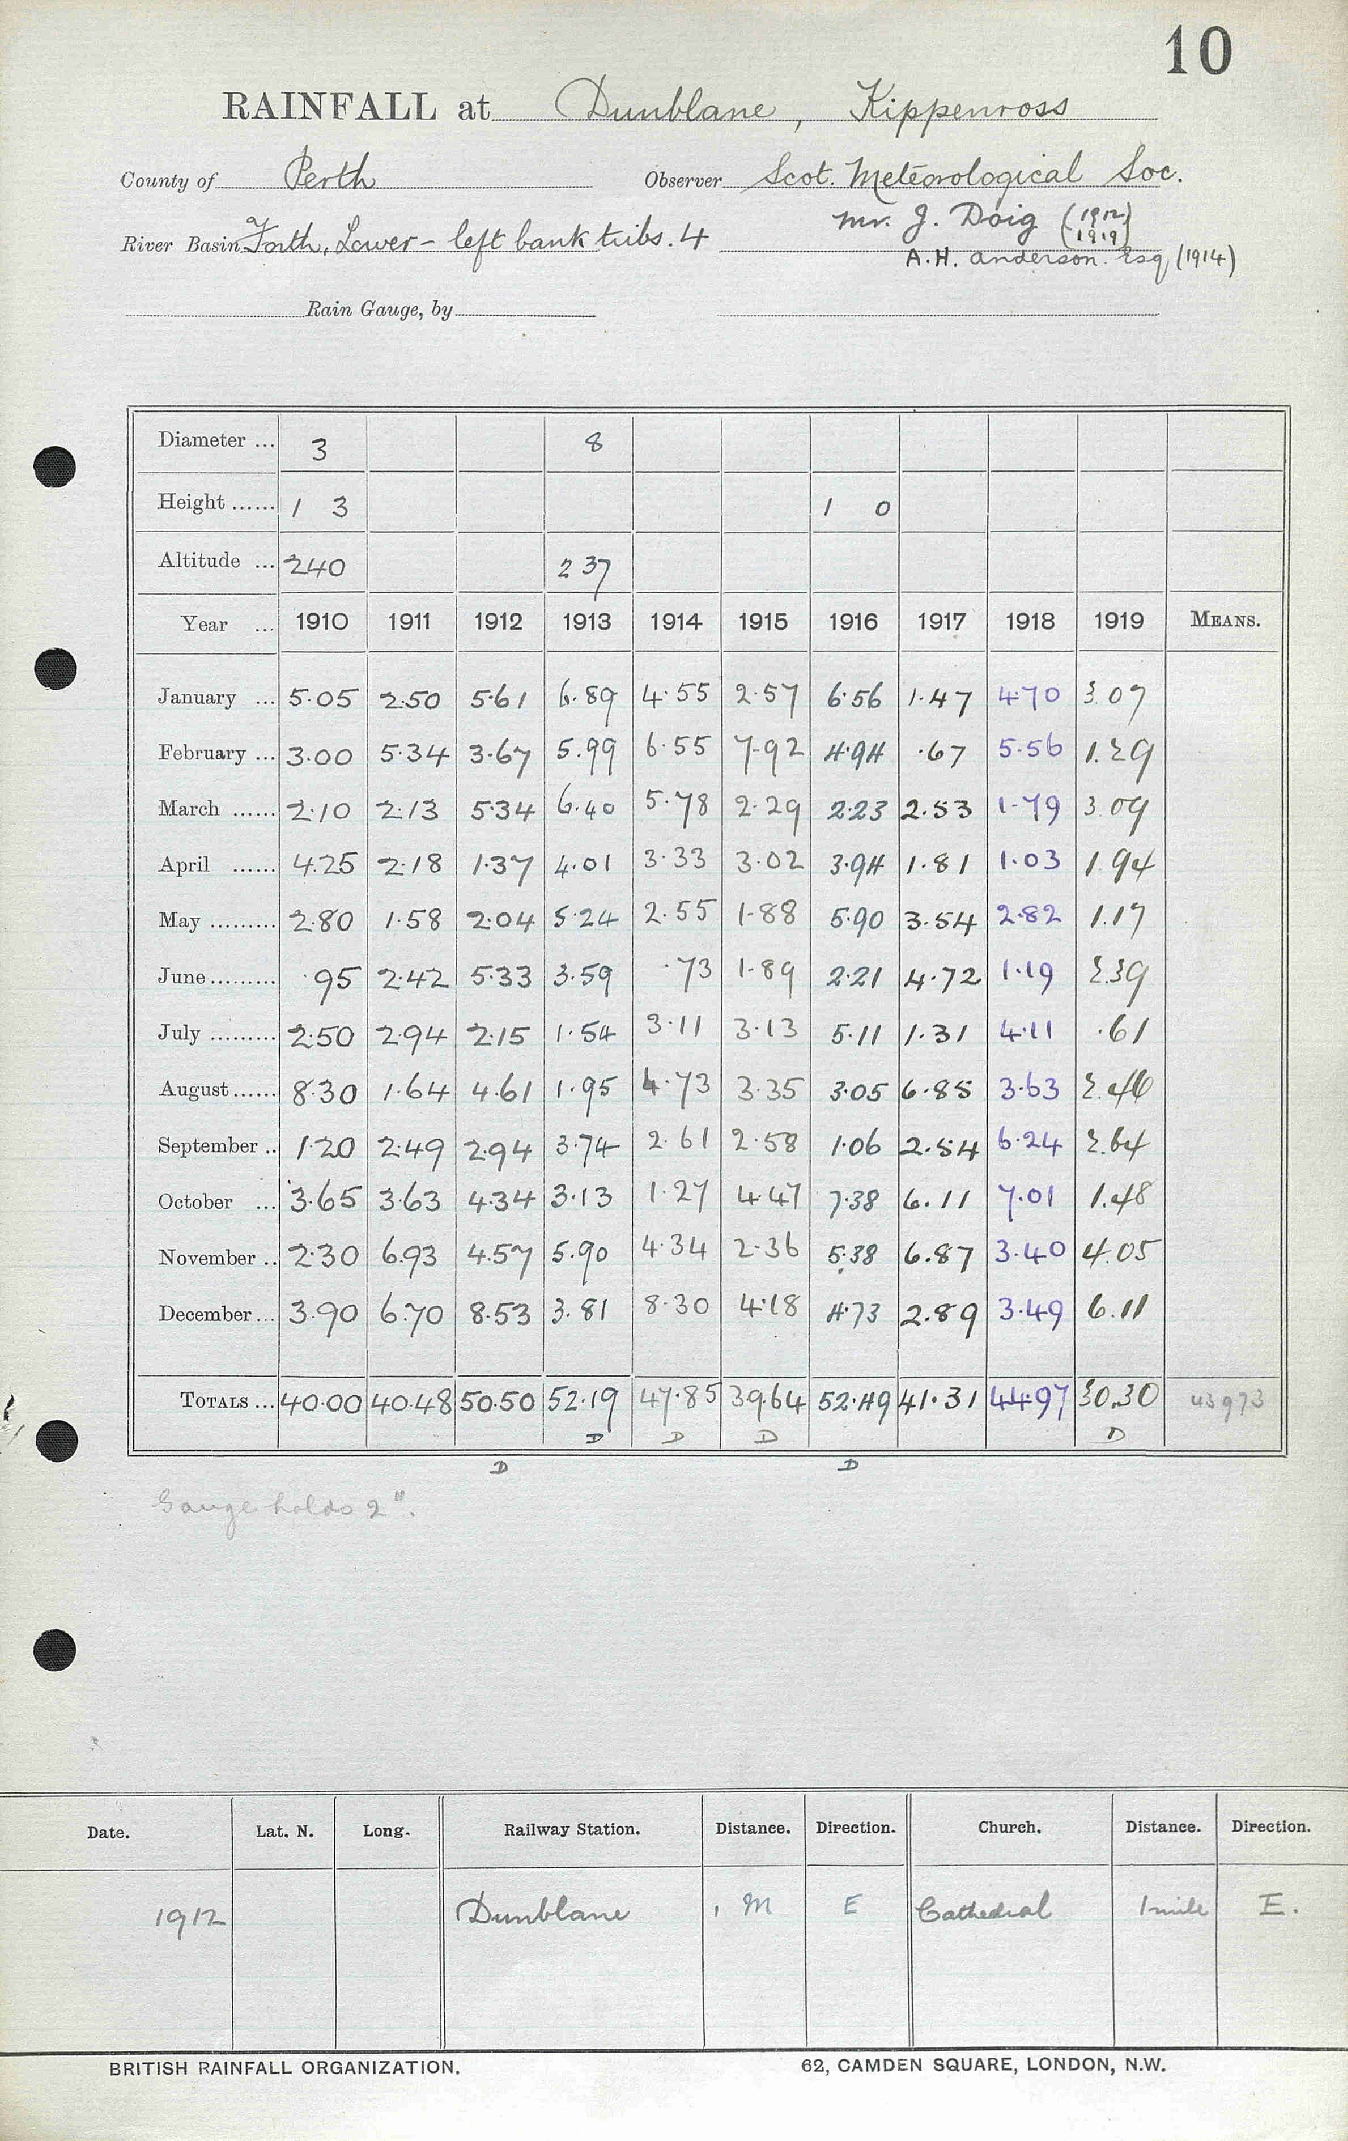 10
RAINFALL at Dunblane, Kippenross
County of Perth Observer Scot. Meteorological Soc.
Mr. J. Doig (1912) (1919)
River Basin Forth, Lower - left bank tribs. 4
A.H. Anderson. Esq (1914)
Rain Gauge, by
Diameter ... 3 8
Height ...... 1 3 1 0
Altitude ... 240 237
Year ... 1910 1911 1912 1913 1914 1915 1916 1917 1918 1919 MEANS.
January ... 5.05 2.50 5.61 6.89 4.55 2.57 6.56 1.47 4.70 3.07
February ... 3.00 5.34 3.67 5.99 6.55 7.92 4.94 .67 5.56 1.29
March ...... 2.10 2.13 5.34 6.40 5.78 2.29 2.23 2.53 1.79 3.09
April ...... 4.25 2.18 1.37 4.01 3.33 3.02 3.94 1.81 1.03 1.94
May ......... 2.80 1.58 2.04 5.24 2.55 1.88 5.90 3.54 2.82 1.17
June ......... .95 2.42 5.33 3.59 .73 1.89 2.21 4.72 1.19 2.39
July ......... 2.50 2.94 2.15 1.54 3.11 3.13 5.11 1.31 4.11 .61
August ...... 8.30 1.64 4.61 1.95 4.73 3.35 3.05 6.85 3.63 2.46
September .. 1.20 2.49 2.94 3.74 2.61 2.58 1.06 2.54 6.24 2.64
October ... 3.65 3.63 4.34 3.13 1.27 4.47 7.38 6.11 7.01 1.48
November .. 2.30 6.93 4.57 5.90 4.34 2.36 5.38 6.87 3.40 4.05
December ... 3.90 6.70 8.53 3.81 8.30 4.18 4.73 2.89 3.49 6.11
TOTALS ... 40.00 40.48 50.50 52.19 47.85 39.64 52.49 41.31 44.97 30.30 43973
D D D D
D D
Gauge holds 2".
Date. Lat. N. Long. Railway Station. Distance. Direction. Church. Distance. Direction.
1912 Dunblane 1 M E Cathedral 1 mile E.
BRITISH RAINFALL ORGANIZATION. 62, CAMDEN SQUARE, LONDON, N.W.